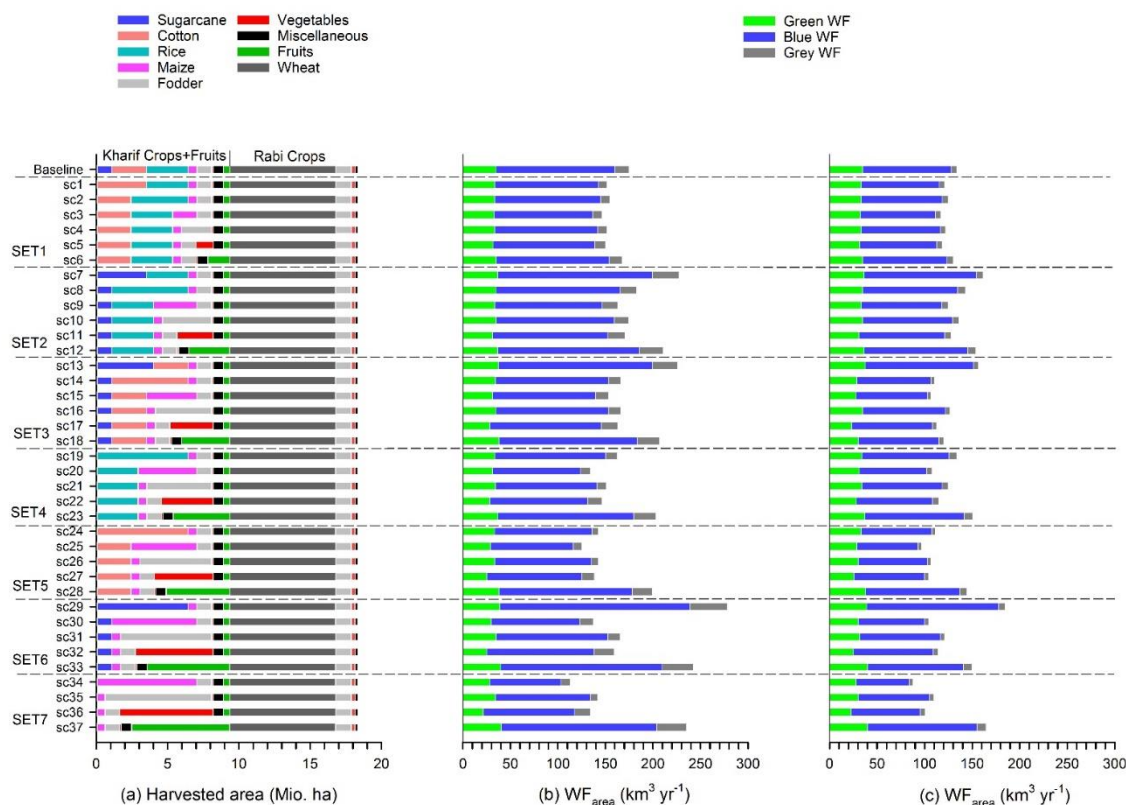 Sugarcane
Cotton
Rice
Maize
Fodder
Vegetables
Miscellaneous
Fruits
Wheat
Green WF
Blue WF
Grey WF
Kharif Crops+Fruits
Rabi Crops
Baseline
sc1
sc2
sc3
sc4
sc5
sc6
SET1
sc7
sc8
sc9
sc10
sc11
sc12
SET2
sc13
sc14
sc15
sc16
sc17
sc18
SET3
sc19
sc20
sc21
sc22
sc23
SET4
sc24
sc25
sc26
sc27
sc28
SET5
sc29
sc30
sc31
sc32
sc33
SET6
sc34
sc35
sc36
sc37
SET7
0 5 10 15 20
0 50 100 150 200 250 300
0 50 100 150 200 250 300
(a) Harvested area (Mio. ha)
(b) WF_area (km³ yr⁻¹)
(c) WF_area (km³ yr⁻¹)